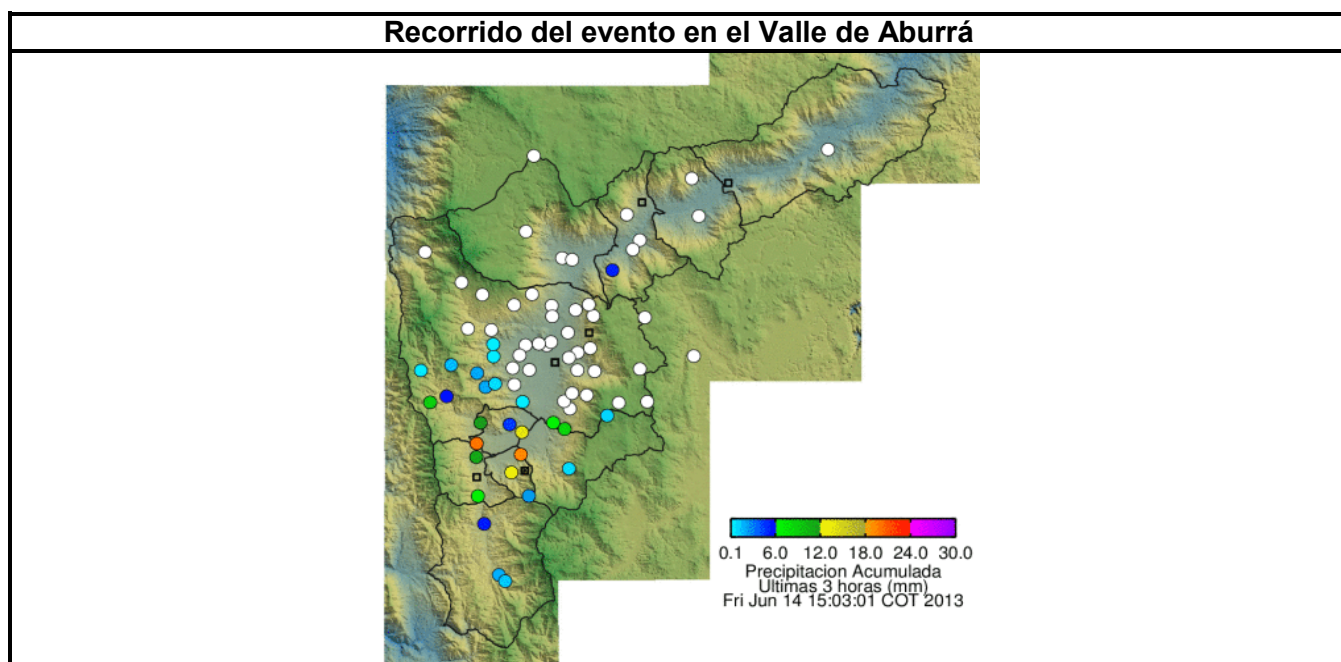 Recorrido del evento en el Valle de Aburrá
0.1 6.0 12.0 18.0 24.0 30.0
Precipitacion Acumulada
Ultimas 3 horas (mm)
Fri Jun 14 15:03:01 COT 2013